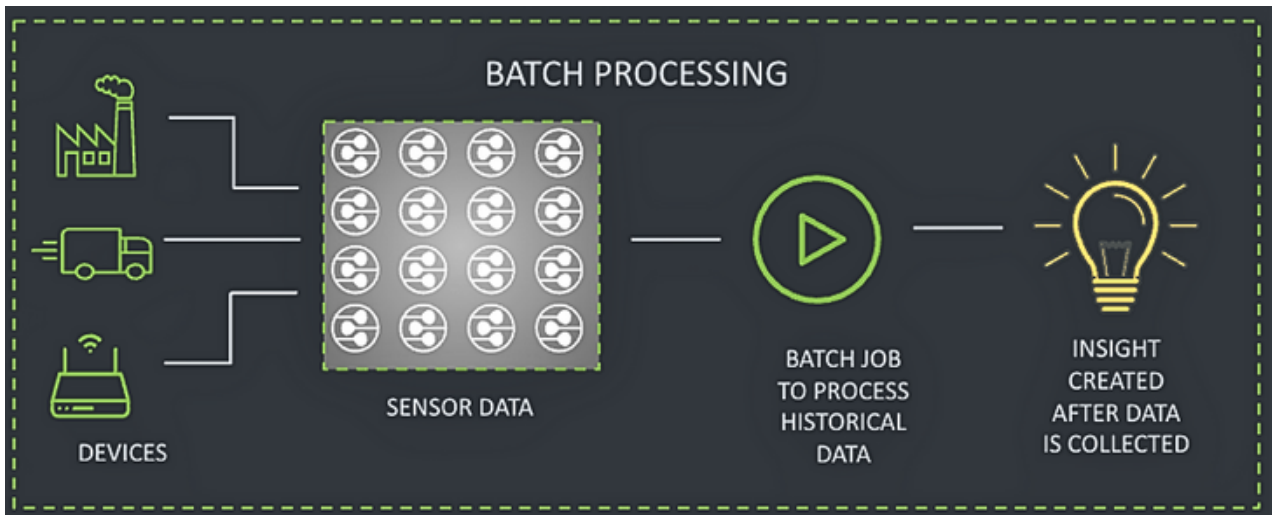 BATCH PROCESSING
DEVICES
SENSOR DATA
BATCH JOB
TO PROCESS
HISTORICAL
DATA
INSIGHT
CREATED
AFTER DATA
IS COLLECTED